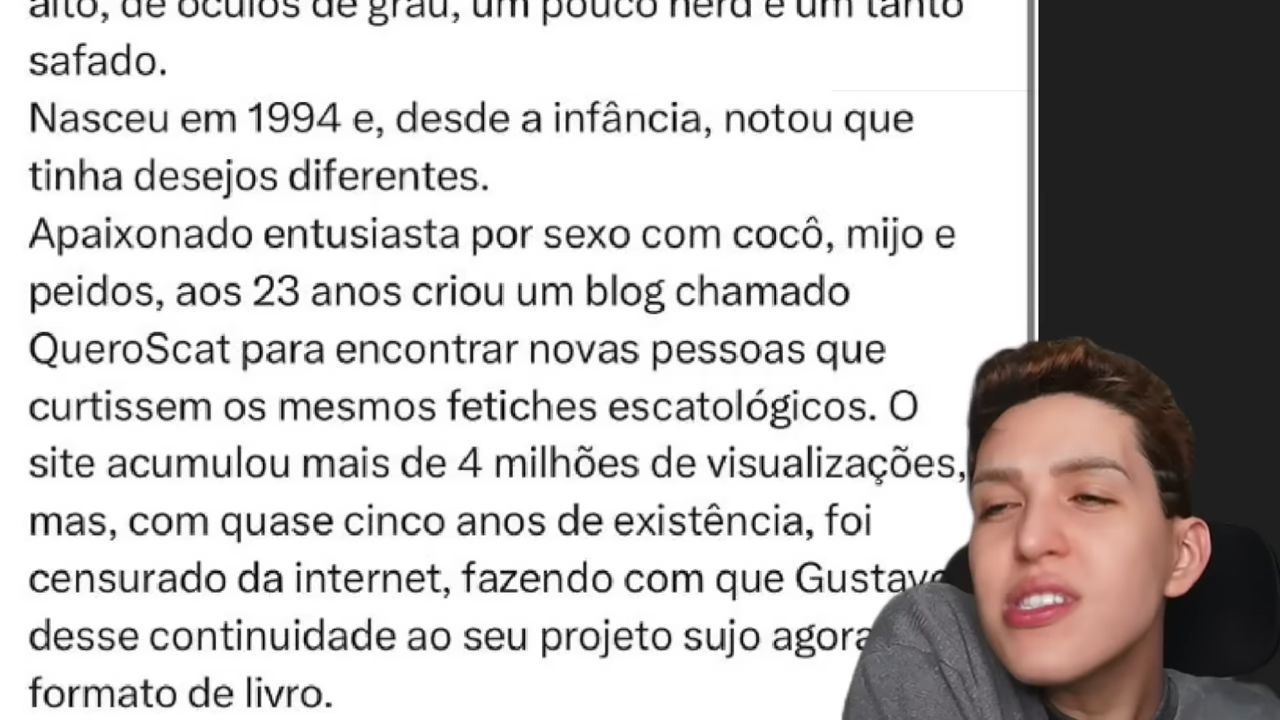 alto, de óculos de grau, um pouco nerd e um tanto
safado.
Nasceu em 1994 e, desde a infância, notou que
tinha desejos diferentes.
Apaixonado entusiasta por sexo com cocô, mijo e
peidos, aos 23 anos criou um blog chamado
QueroScat para encontrar novas pessoas que
curtissem os mesmos fetiches escatológicos. O
site acumulou mais de 4 milhões de visualizações,
mas, com quase cinco anos de existência, foi
censurado da internet, fazendo com que Gustavo
desse continuidade ao seu projeto sujo agora
formato de livro.